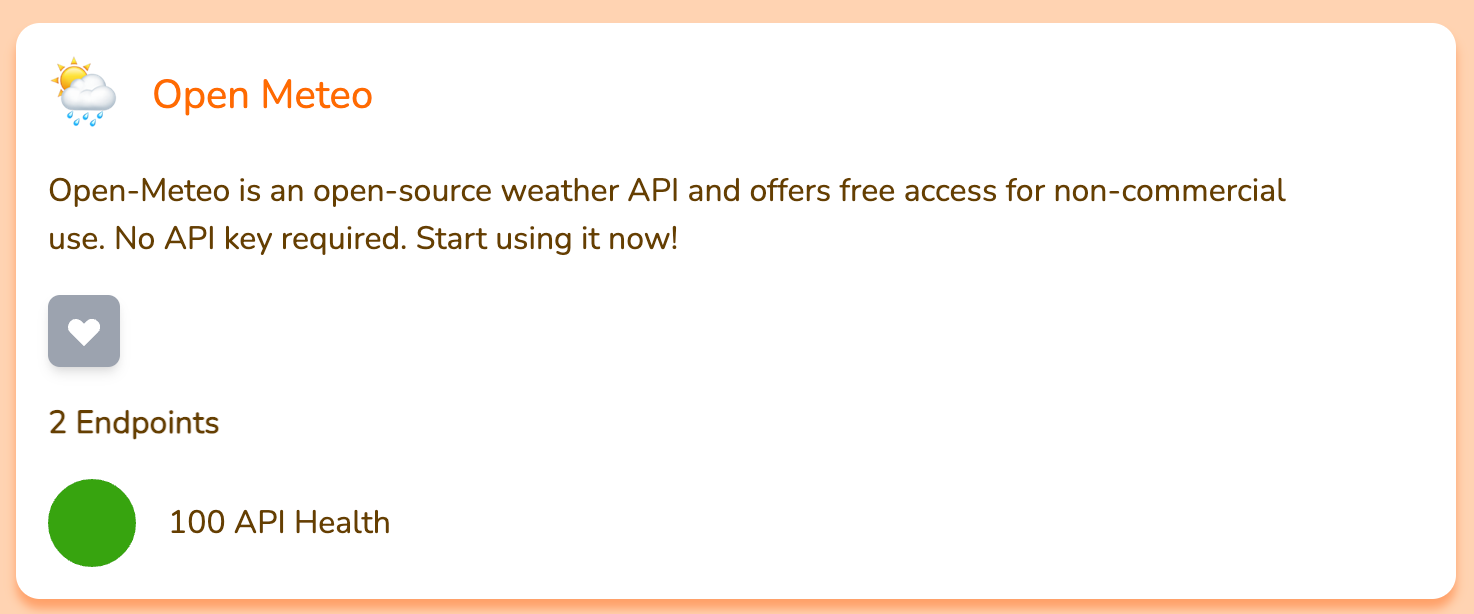 Open Meteo
Open-Meteo is an open-source weather API and offers free access for non-commercial
use. No API key required. Start using it now!
2 Endpoints
100 API Health